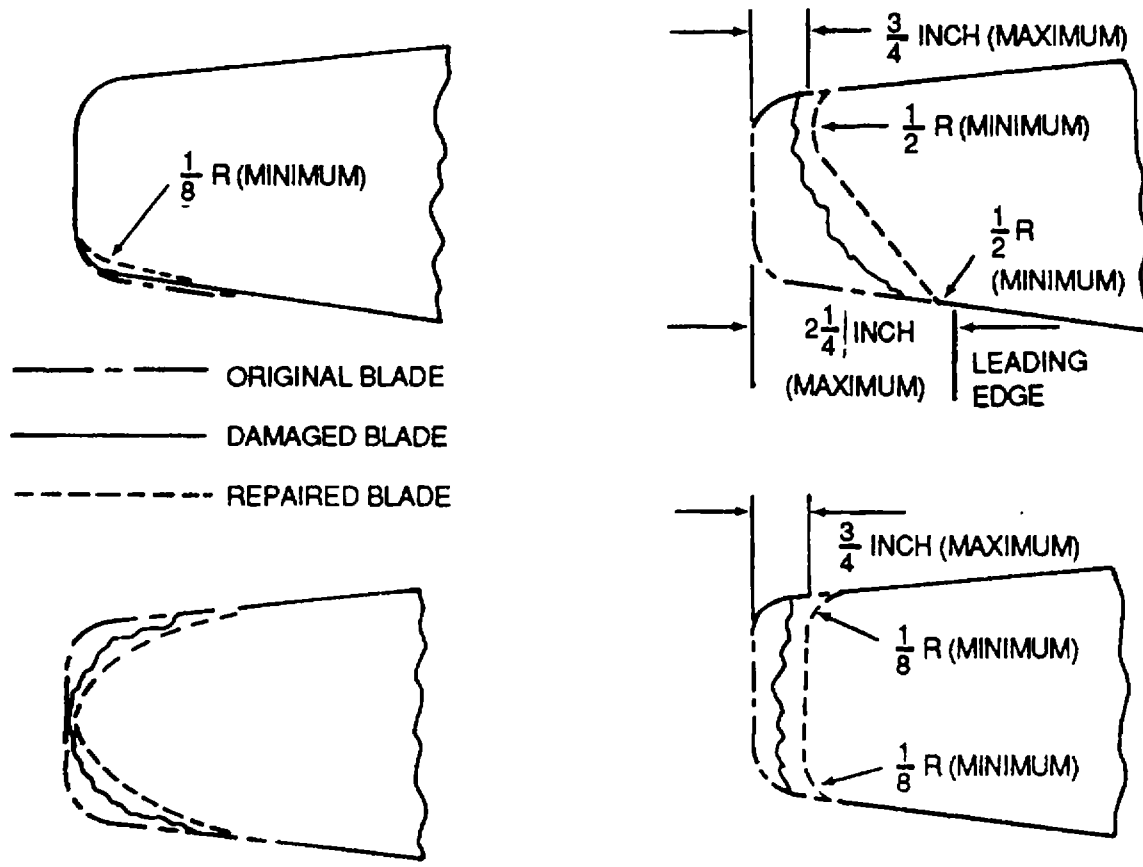 1/8 R (MINIMUM)
3/4 INCH (MAXIMUM)
1/2 R (MINIMUM)
1/2 R
(MINIMUM)
2 1/4 INCH
(MAXIMUM)
LEADING
EDGE
ORIGINAL BLADE
DAMAGED BLADE
REPAIRED BLADE
3/4 INCH (MAXIMUM)
1/8 R (MINIMUM)
1/8 R (MINIMUM)